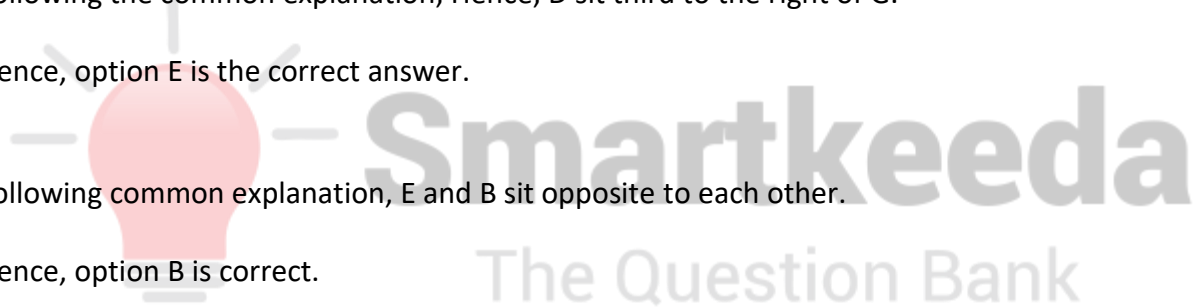 ollowing the common explanation, Hence, D sit third to the right of G.
ence, option E is the correct answer.
Smartkeeda
ollowing common explanation, E and B sit opposite to each other.
The Question Bank
ence, option B is correct.